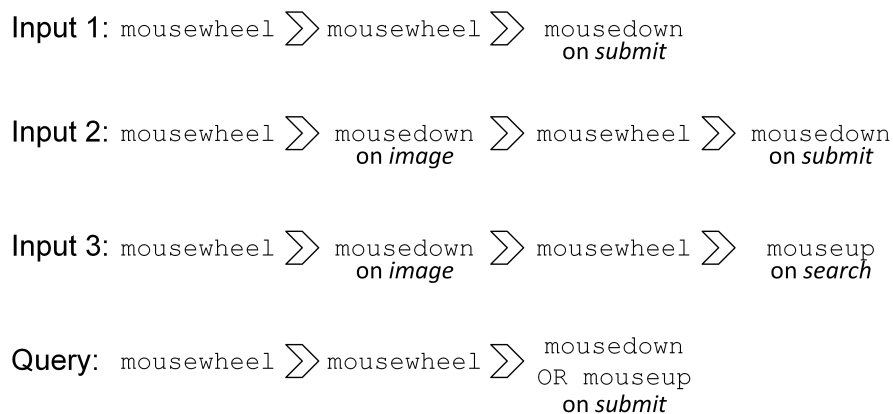 Input 1: mousewheel mousewheel mousedown
on submit
Input 2: mousewheel mousedown mousewheel mousedown
on image on submit
Input 3: mousewheel mousedown mousewheel mouseup
on image on search
Query: mousewheel mousewheel mousedown
OR mouseup
on submit